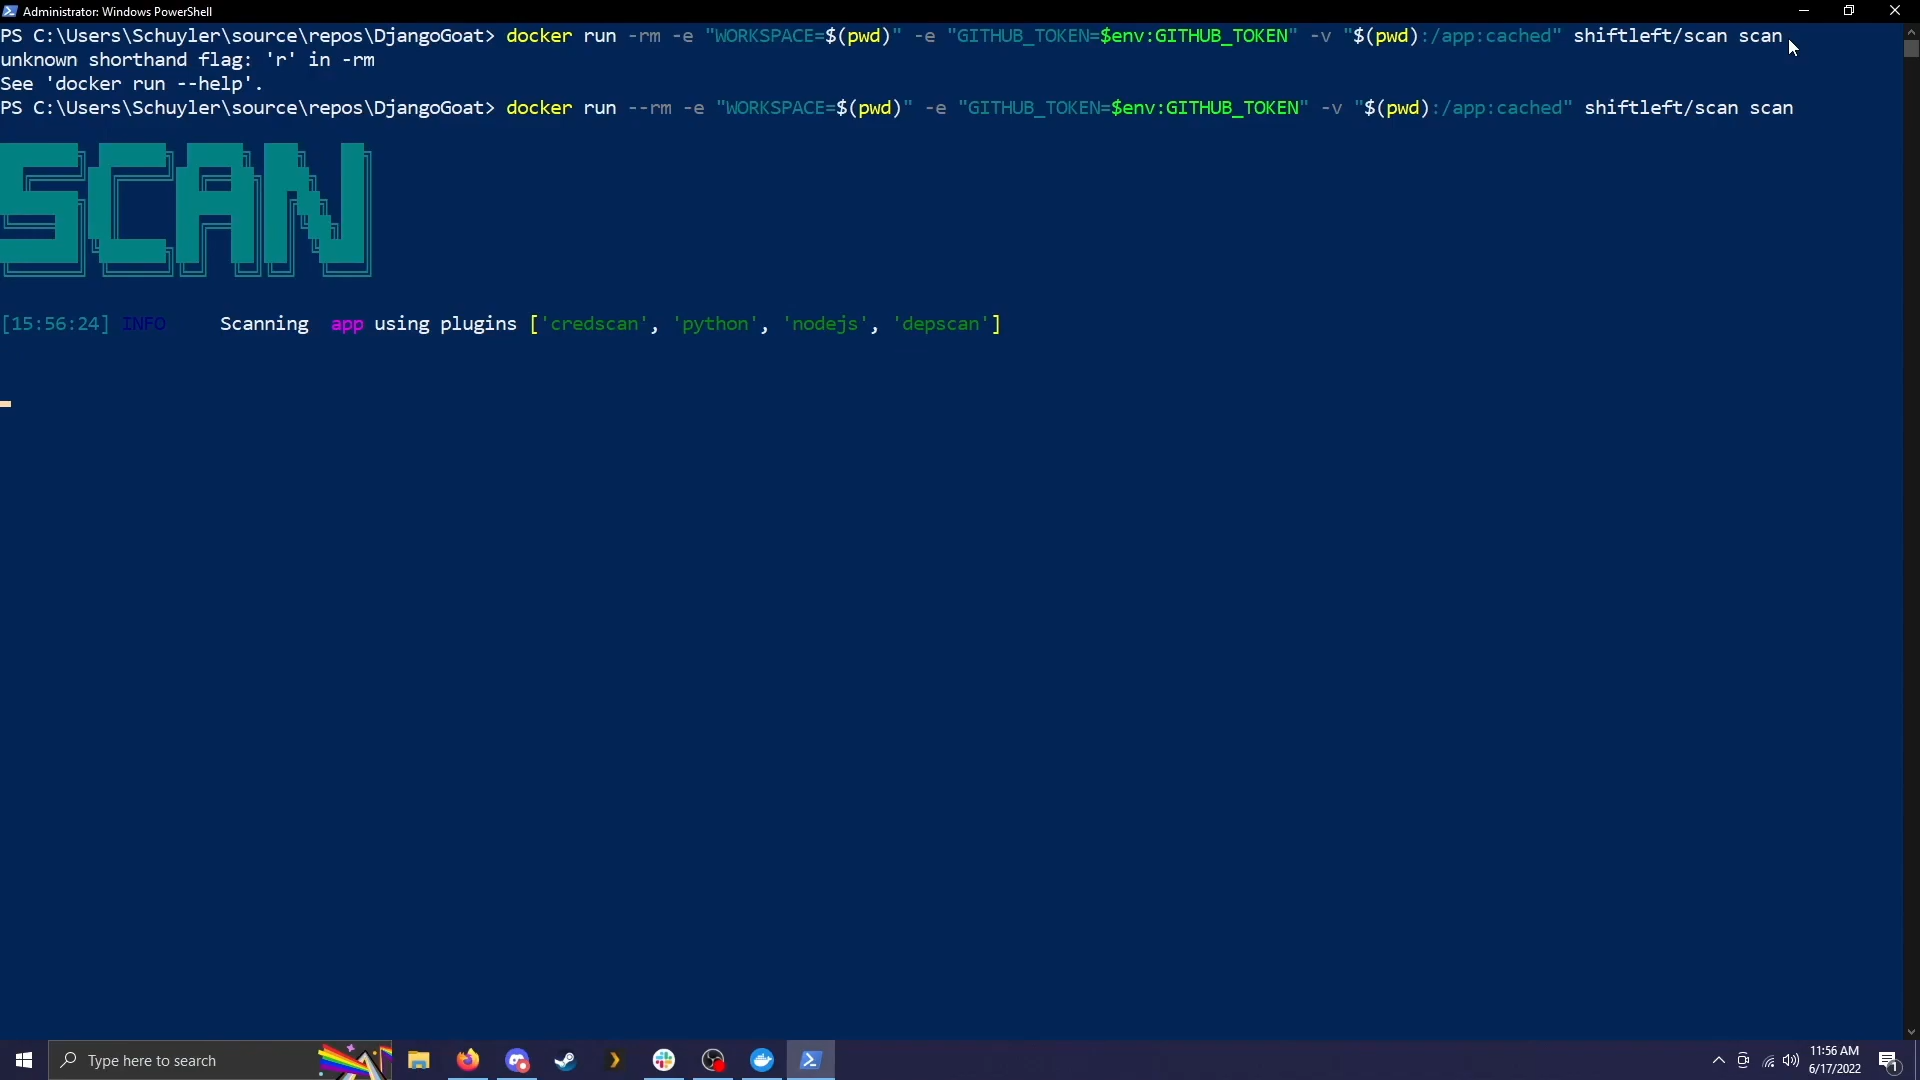 Administrator: Windows PowerShell
PS C:\Users\Schuyler\source\repos\DjangoGoat> docker run -rm -e "WORKSPACE=$(pwd)" -e "GITHUB_TOKEN=$env:GITHUB_TOKEN" -v "$(pwd):/app:cached" shiftleft/scan scan
unknown shorthand flag: 'r' in -rm
See 'docker run --help'.
PS C:\Users\Schuyler\source\repos\DjangoGoat> docker run --rm -e "WORKSPACE=$(pwd)" -e "GITHUB_TOKEN=$env:GITHUB_TOKEN" -v "$(pwd):/app:cached" shiftleft/scan scan
SCAN
[15:56:24] INFO Scanning app using plugins ['credscan', 'python', 'nodejs', 'depscan']
Type here to search
11:56 AM
6/17/2022
1